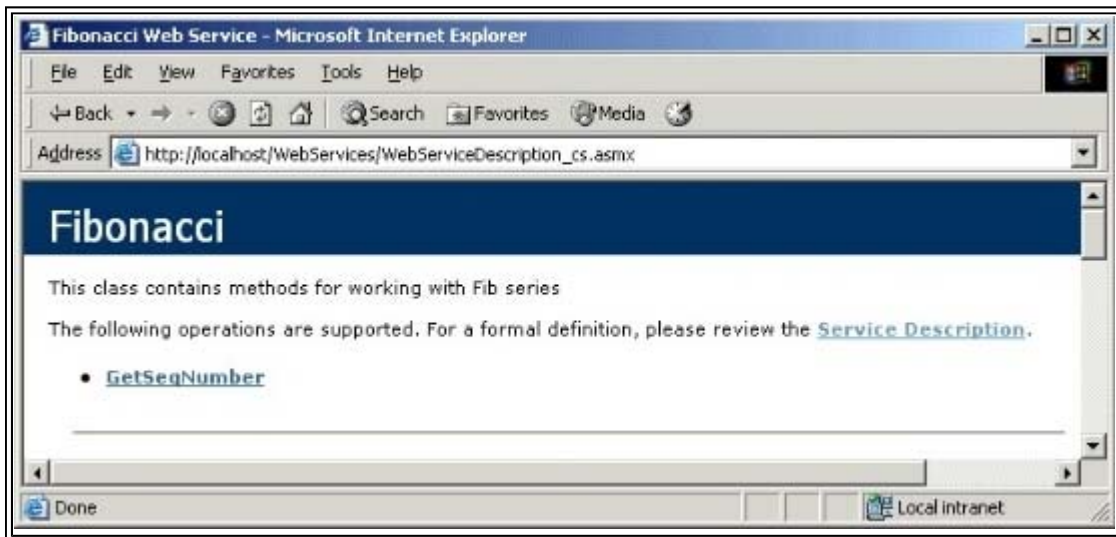 Fibonacci Web Service - Microsoft Internet Explorer
File Edit View Favorites Tools Help
Back Search Favorites Media
Address http://localhost/WebServices/WebServiceDescription_cs.asmx
Fibonacci
This class contains methods for working with Fib series
The following operations are supported. For a formal definition, please review the Service Description.
• GetSeqNumber
Done Local intranet